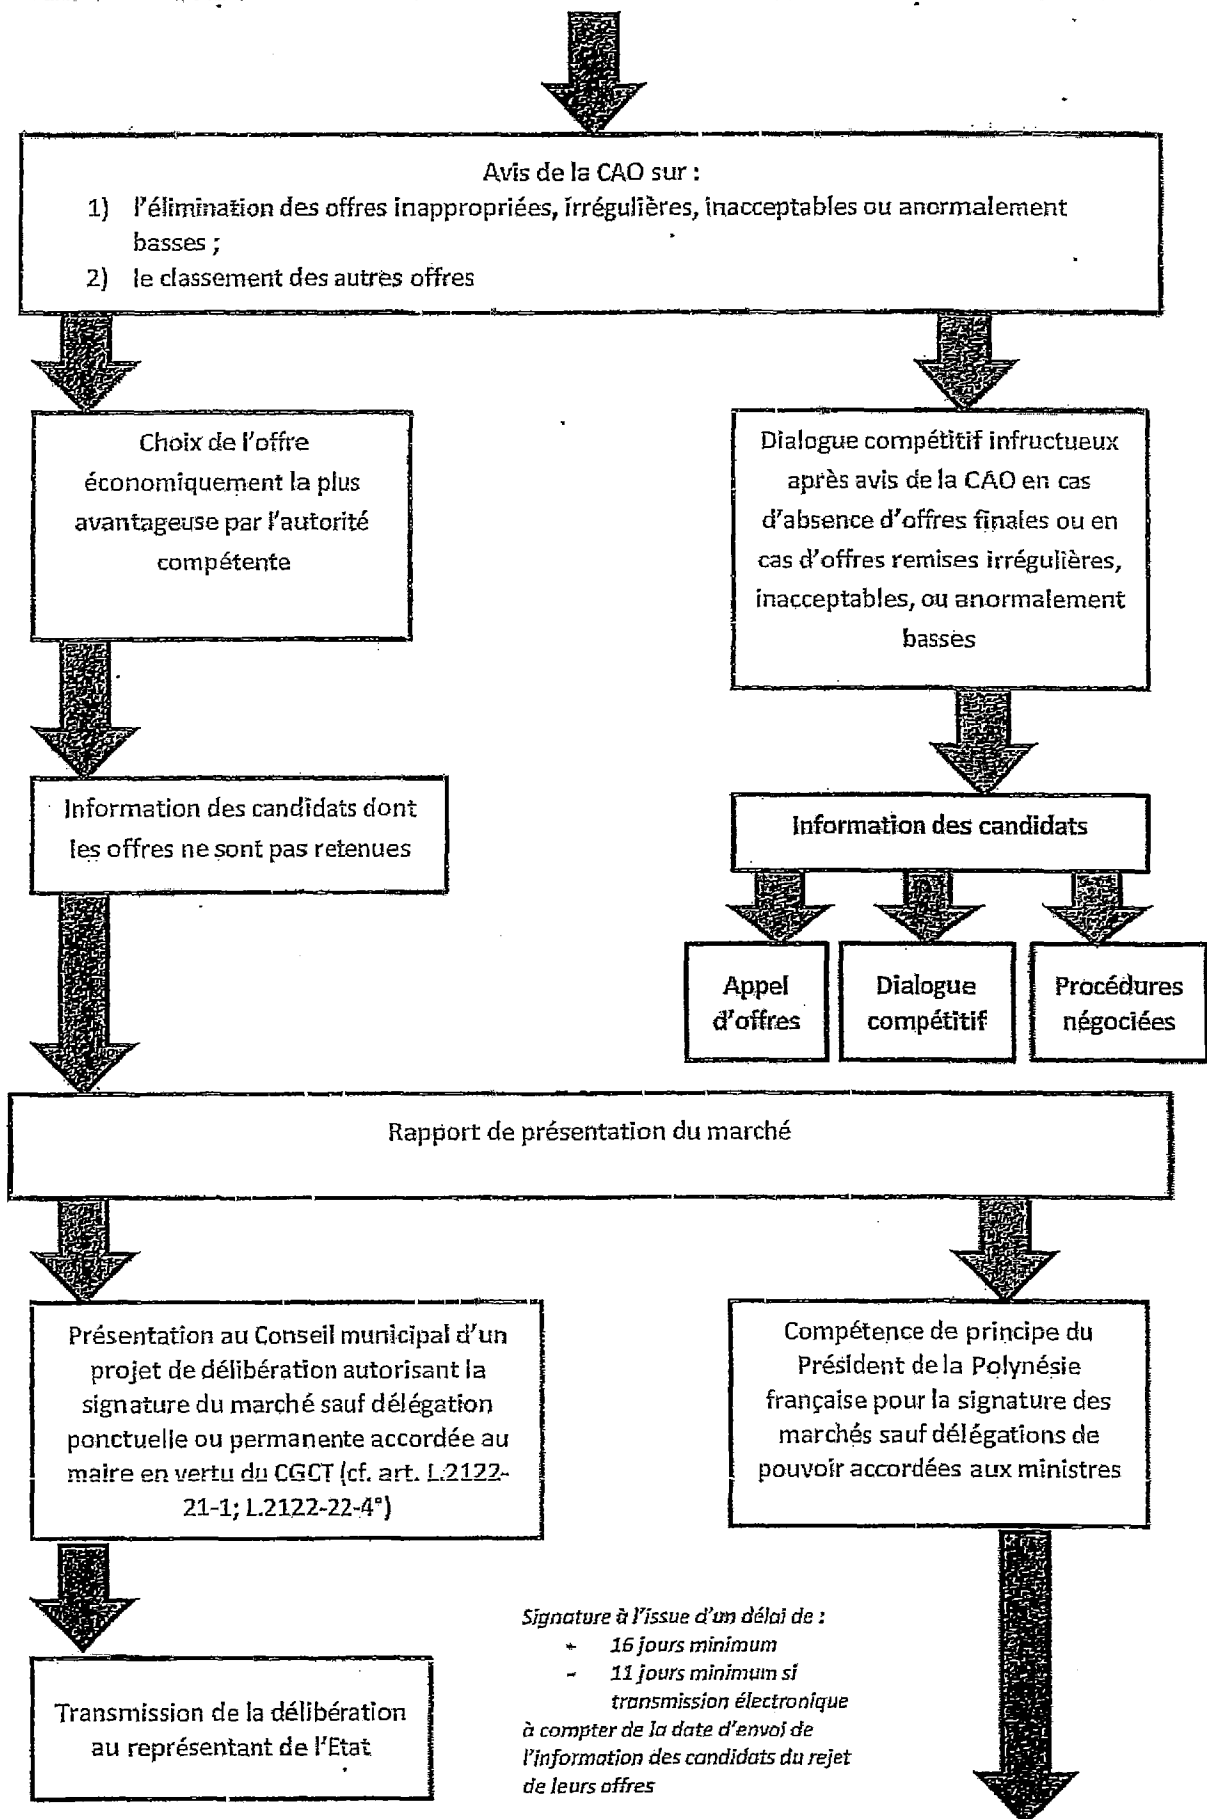 Avis de la CAO sur :
1) l'élimination des offres inappropriées, irrégulières, inacceptables ou anormalement
basses ;
2) le classement des autres offres
Choix de l'offre
économiquement la plus
avantageuse par l'autorité
compétente
Dialogue compétitif infructueux
après avis de la CAO en cas
d'absence d'offres finales ou en
cas d'offres remises irrégulières,
inacceptables, ou anormalement
basses
Information des candidats dont
les offres ne sont pas retenues
Information des candidats
Appel
d'offres
Dialogue
compétitif
Procédures
négociées
Rapport de présentation du marché
Présentation au Conseil municipal d'un
projet de délibération autorisant la
signature du marché sauf délégation
ponctuelle ou permanente accordée au
maire en vertu du CGCT (cf. art. L.2122-
21-1; L.2122-22-4°)
Compétence de principe du
Président de la Polynésie
française pour la signature des
marchés sauf délégations de
pouvoir accordées aux ministres
Transmission de la délibération
au représentant de l'Etat
Signature à l'issue d'un délai de :
- 16 jours minimum
- 11 jours minimum si
transmission électronique
à compter de la date d'envoi de
l'information des candidats du rejet
de leurs offres